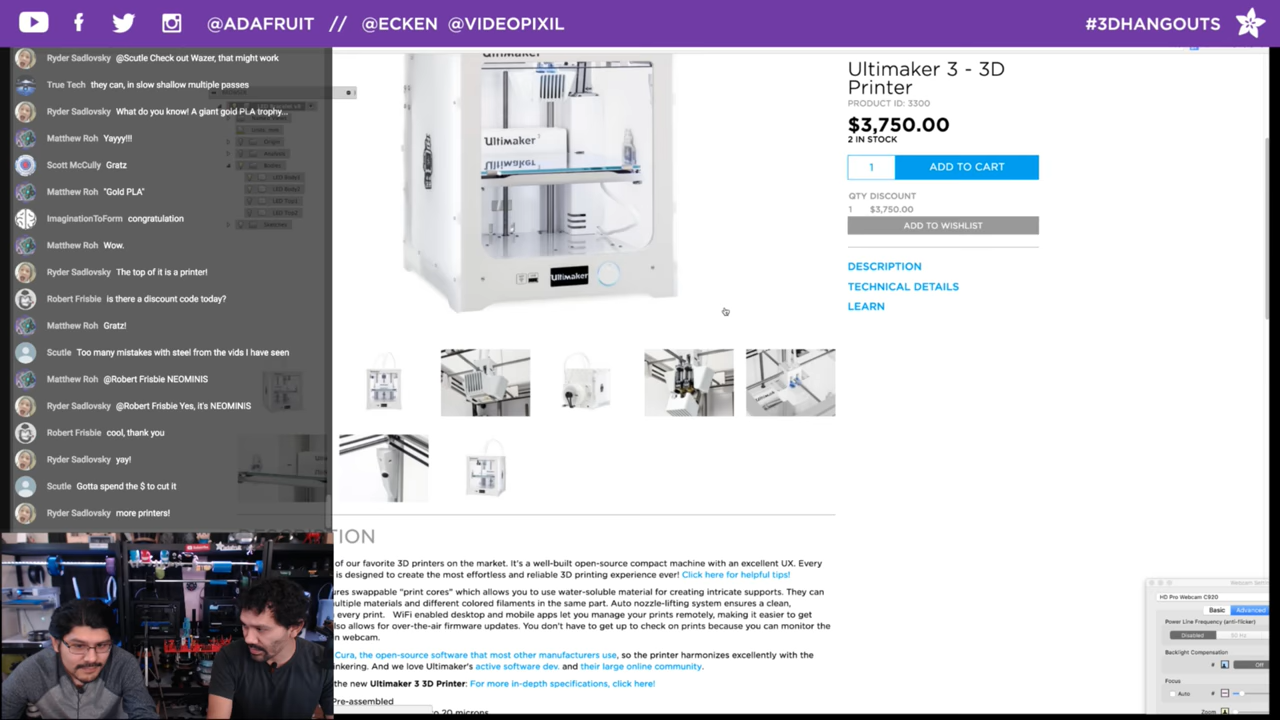 @ADAFRUIT // @ECKEN @VIDEOPIXIL
#3DHANGOUTS
Ryder Sadlovsky @Scutle Check out Wazer, that might work
True Tech they can, in slow shallow multiple passes
Ryder Sadlovsky What do you know! A giant gold PLA trophy...
Matthew Roh Yayyy!!!
Scott McCully Gratz
Matthew Roh "Gold PLA"
ImaginationToForm congratulation
Matthew Roh Wow.
Ryder Sadlovsky The top of it is a printer!
Robert Frisbie is there a discount code today?
Matthew Roh Gratz!
Scutle Too many mistakes with steel from the vids I have seen
Matthew Roh @Robert Frisbie NEOMINIS
Ryder Sadlovsky @Robert Frisbie Yes, it's NEOMINIS
Robert Frisbie cool, thank you
Ryder Sadlovsky yay!
Scutle Gotta spend the $ to cut it
Ryder Sadlovsky more printers!
Ultimaker
Ultimaker
Ultimaker 3 - 3D
Printer
PRODUCT ID: 3300
$3,750.00
2 IN STOCK
1 ADD TO CART
QTY DISCOUNT
1 $3,750.00
ADD TO WISHLIST
DESCRIPTION
TECHNICAL DETAILS
LEARN
DESCRIPTION
of our favorite 3D printers on the market. It's a well-built open-source compact machine with an excellent UX. Every
is designed to create the most effortless and reliable 3D printing experience ever! Click here for helpful tips!
ures swappable "print cores" which allows you to use water-soluble material for creating intricate supports. They can
ultiple materials and different colored filaments in the same part. Auto nozzle-lifting system ensures a clean,
every print. WiFi enabled desktop and mobile apps let you manage your prints remotely, making it easier to get
lso allows for over-the-air firmware updates. You don't have to get up to check on prints because you can monitor the
n webcam.
Cura, the open-source software that most other manufacturers use, so the printer harmonizes excellently with the
inkering. And we love Ultimaker's active software dev. and their large online community.
the new Ultimaker 3 3D Printer: For more in-depth specifications, click here!
Pre-assembled
to 20 microns
HD Pro Webcam C920
Basic Advanced
Power Line Frequency (anti-flicker)
Disabled 60 Hz
Backlight Compensation
Off
Focus
Auto
Zoom